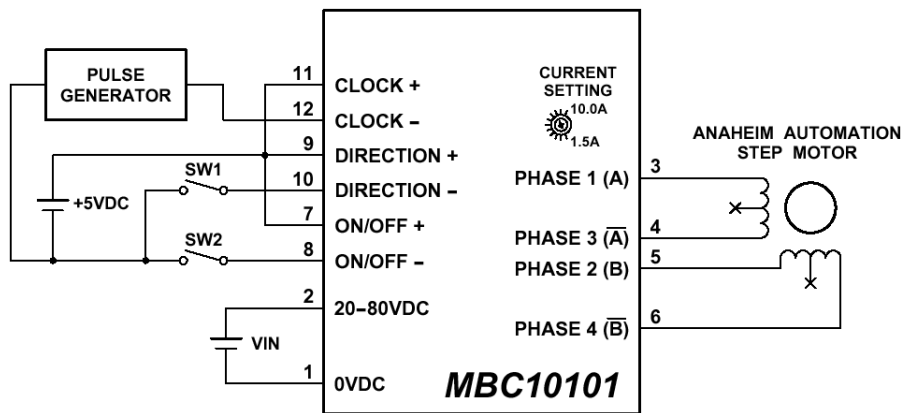 PULSE
GENERATOR
+5VDC
SW1
SW2
VIN
11
12
9
10
7
8
2
1
CLOCK +
CLOCK –
DIRECTION +
DIRECTION –
ON/OFF +
ON/OFF –
20–80VDC
0VDC
CURRENT
SETTING
10.0A
1.5A
PHASE 1 (A)
PHASE 3 (A̅)
PHASE 2 (B)
PHASE 4 (B̅)
MBC10101
3
4
5
6
ANAHEIM AUTOMATION
STEP MOTOR